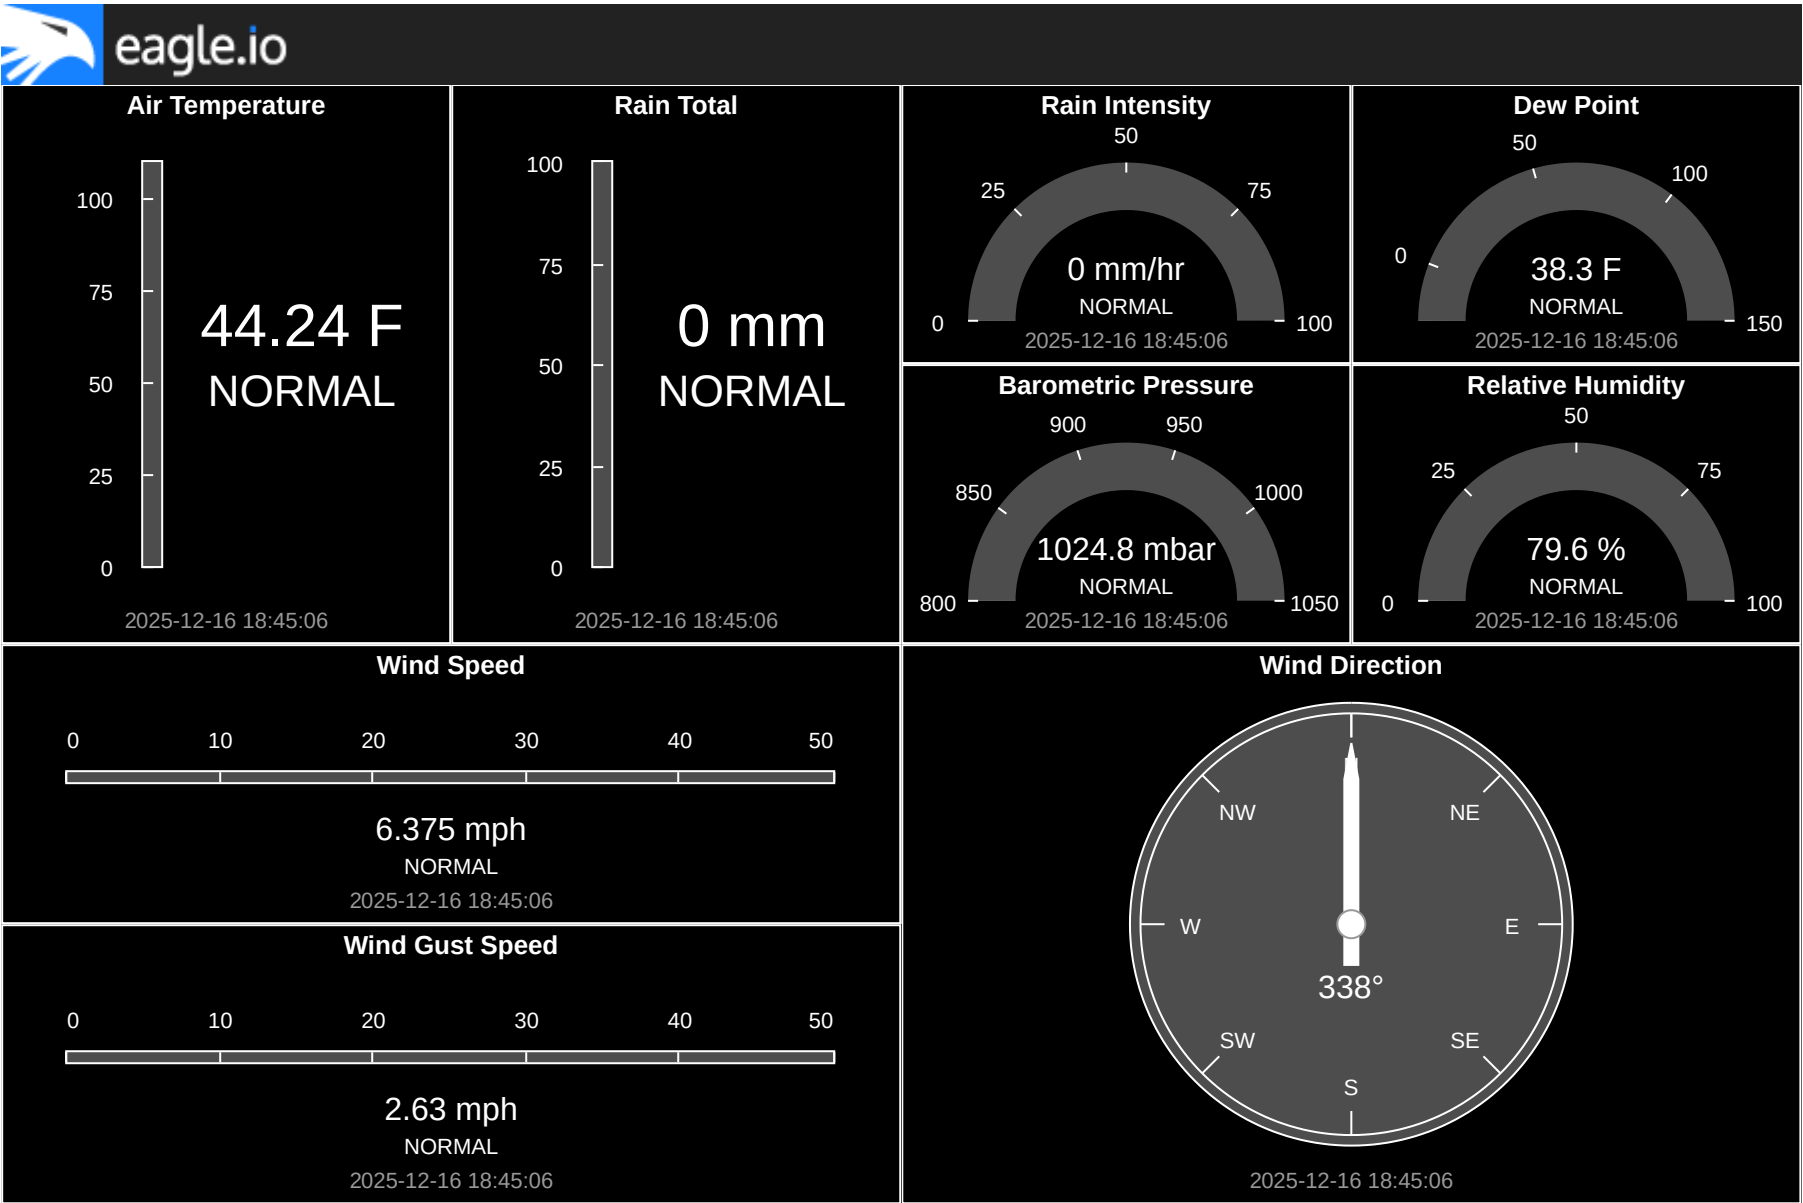 eagle.io
Air Temperature
100
75
50
25
0
44.24 F
NORMAL
2025-12-16 18:45:06
Rain Total
100
75
50
25
0
0 mm
NORMAL
2025-12-16 18:45:06
Rain Intensity
0
25
50
75
100
0 mm/hr
NORMAL
2025-12-16 18:45:06
Dew Point
0
50
100
150
38.3 F
NORMAL
2025-12-16 18:45:06
Barometric Pressure
800
850
900
950
1000
1050
1024.8 mbar
NORMAL
2025-12-16 18:45:06
Relative Humidity
0
25
50
75
100
79.6 %
NORMAL
2025-12-16 18:45:06
Wind Speed
0 10 20 30 40 50
6.375 mph
NORMAL
2025-12-16 18:45:06
Wind Gust Speed
0 10 20 30 40 50
2.63 mph
NORMAL
2025-12-16 18:45:06
Wind Direction
NW NE
W E
338°
SW SE
S
2025-12-16 18:45:06